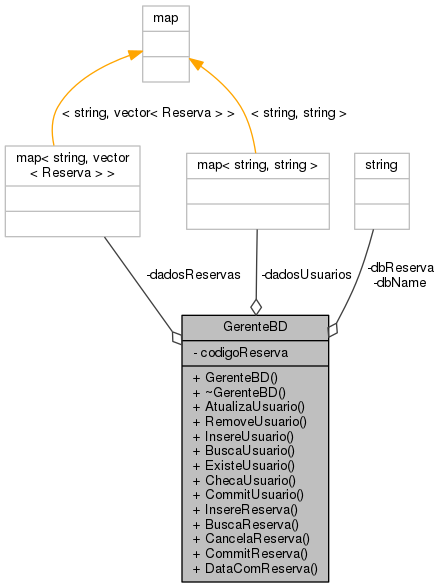 map
< string, vector< Reserva > >
< string, string >
map< string, vector
< Reserva > >
map< string, string >
string
-dadosReservas
-dadosUsuarios
-dbReserva
-dbName
GerenteBD
- codigoReserva
+ GerenteBD()
+ ~GerenteBD()
+ AtualizaUsuario()
+ RemoveUsuario()
+ InsereUsuario()
+ BuscaUsuario()
+ ExisteUsuario()
+ ChecaUsuario()
+ CommitUsuario()
+ InsereReserva()
+ BuscaReserva()
+ CancelaReserva()
+ CommitReserva()
+ DataComReserva()